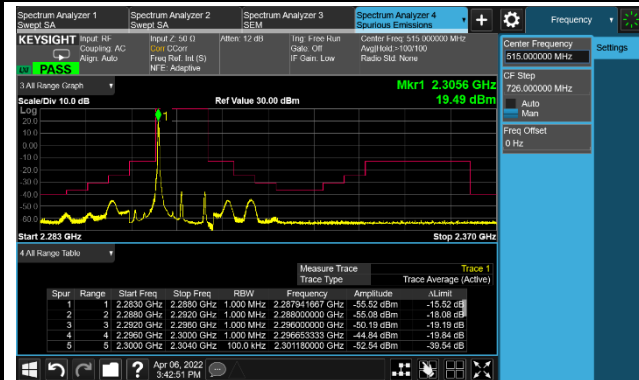 Spectrum Analyzer 1
Swept SA
Spectrum Analyzer 2
Swept SA
Spectrum Analyzer 3
SEM
Spectrum Analyzer 4
Spurious Emissions
Frequency
KEYSIGHT
Input: RF
Coupling: AC
Align: Auto
Input Z: 50 Ω
Corr CCorr
Freq Ref: Int (S)
NFE: Adaptive
Atten: 12 dB
Trig: Free Run
Gate: Off
IF Gain: Low
Center Freq: 515.000000 MHz
Avg|Hold:>100/100
Radio Std: None
PASS
Center Frequency
515.000000 MHz
Settings
CF Step
726.000000 MHz
Auto
Man
Freq Offset
0 Hz
3 All Range Graph
Mkr1 2.3056 GHz
19.49 dBm
Scale/Div 10.0 dB
Ref Value 30.00 dBm
Log
20.0
10.0
0.0
-10.0
-20.0
-30.0
-40.0
-50.0
-60.0
1
Start 2.283 GHz
Stop 2.370 GHz
4 All Range Table
Measure Trace Trace 1
Trace Type Trace Average (Active)
Spur Range Start Freq Stop Freq RBW Frequency Amplitude ΔLimit
1 1 2.2830 GHz 2.2880 GHz 1.000 MHz 2.287941667 GHz -55.52 dBm -15.52 dB
2 2 2.2880 GHz 2.2920 GHz 1.000 MHz 2.288000000 GHz -55.08 dBm -18.08 dB
3 3 2.2920 GHz 2.2960 GHz 1.000 MHz 2.296000000 GHz -50.19 dBm -19.19 dB
4 4 2.2960 GHz 2.3000 GHz 1.000 MHz 2.296653333 GHz -44.84 dBm -19.84 dB
5 5 2.3000 GHz 2.3040 GHz 100.0 kHz 2.301180000 GHz -52.54 dBm -39.54 dB
Apr 06, 2022
3:42:51 PM